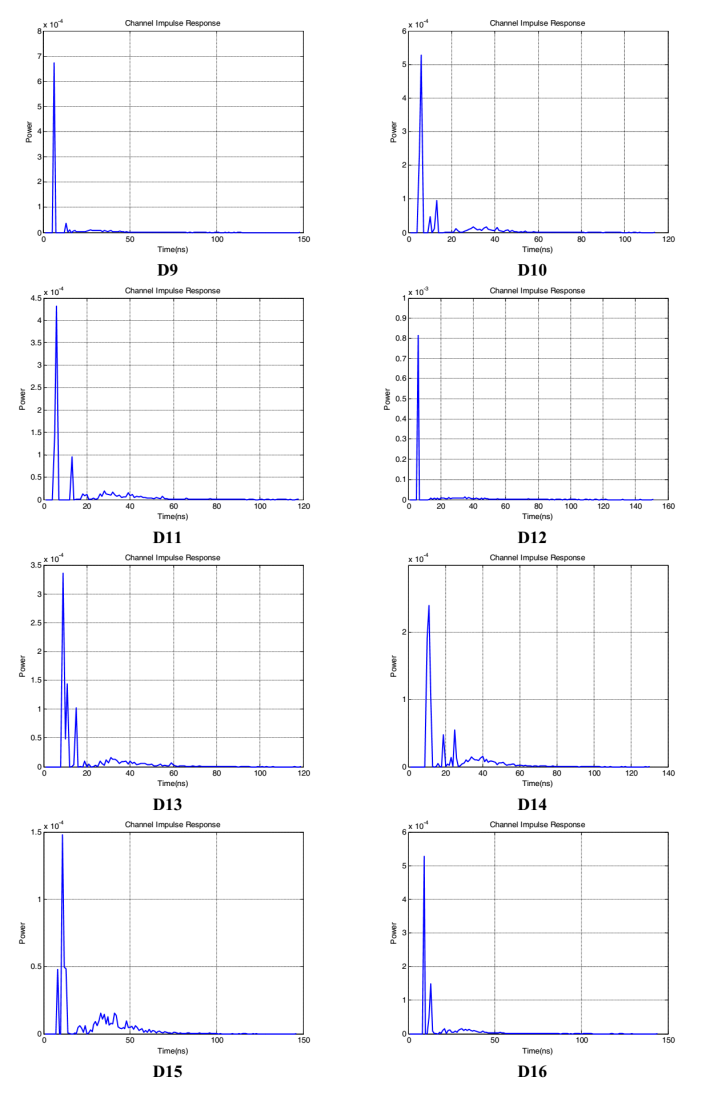 Channel Impulse Response
x 10-4
8
7
6
5
4
3
2
1
0
Power
0 50 100 150
Time(ns)
D9
Channel Impulse Response
x 10-4
6
5
4
3
2
1
0
Power
0 20 40 60 80 100 120
Time(ns)
D10
Channel Impulse Response
x 10-4
4.5
4
3.5
3
2.5
2
1.5
1
0.5
0
Power
0 20 40 60 80 100 120
Time(ns)
D11
Channel Impulse Response
x 10-3
1
0.9
0.8
0.7
0.6
0.5
0.4
0.3
0.2
0.1
0
Power
0 20 40 60 80 100 120 140 160
Time(ns)
D12
Channel Impulse Response
x 10-4
3.5
3
2.5
2
1.5
1
0.5
0
Power
0 20 40 60 80 100 120
Time(ns)
D13
Channel Impulse Response
x 10-4
2
1
0
Power
0 20 40 60 80 100 120 140
Time(ns)
D14
Channel Impulse Response
x 10-4
1.5
1
0.5
0
Power
0 50 100 150
Time(ns)
D15
Channel Impulse Response
x 10-4
6
5
4
3
2
1
0
Power
0 50 100 150
Time(ns)
D16